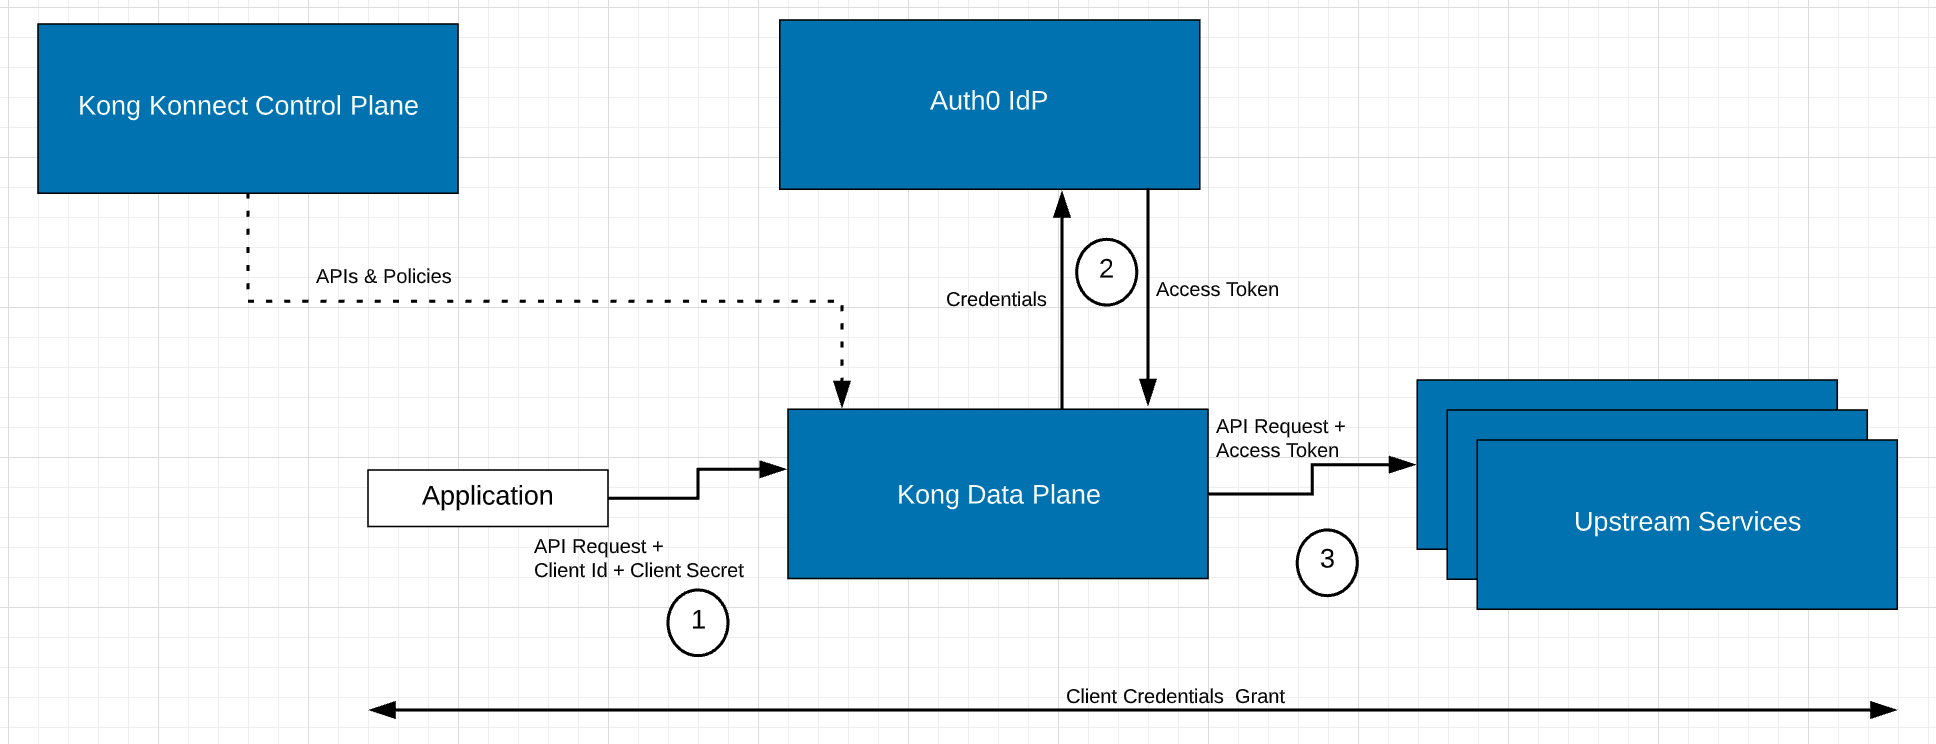 Kong Konnect Control Plane
Auth0 IdP
APIs & Policies
Credentials
2
Access Token
Application
API Request +
Client Id + Client Secret
1
Kong Data Plane
API Request +
Access Token
3
Upstream Services
Client Credentials  Grant